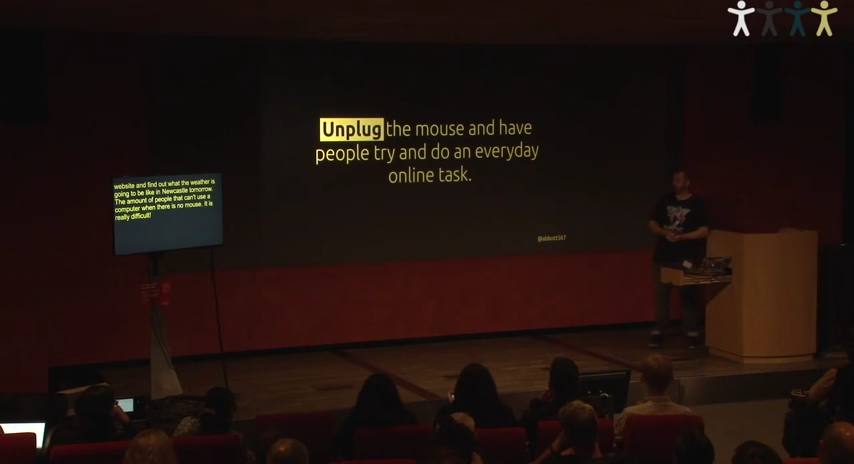 Unplug the mouse and have
people try and do an everyday
online task.
@abbott567
website and find out what the weather is
going to be like in Newcastle tomorrow.
The amount of people that can't use a
computer when there is no mouse. It is
really difficult!